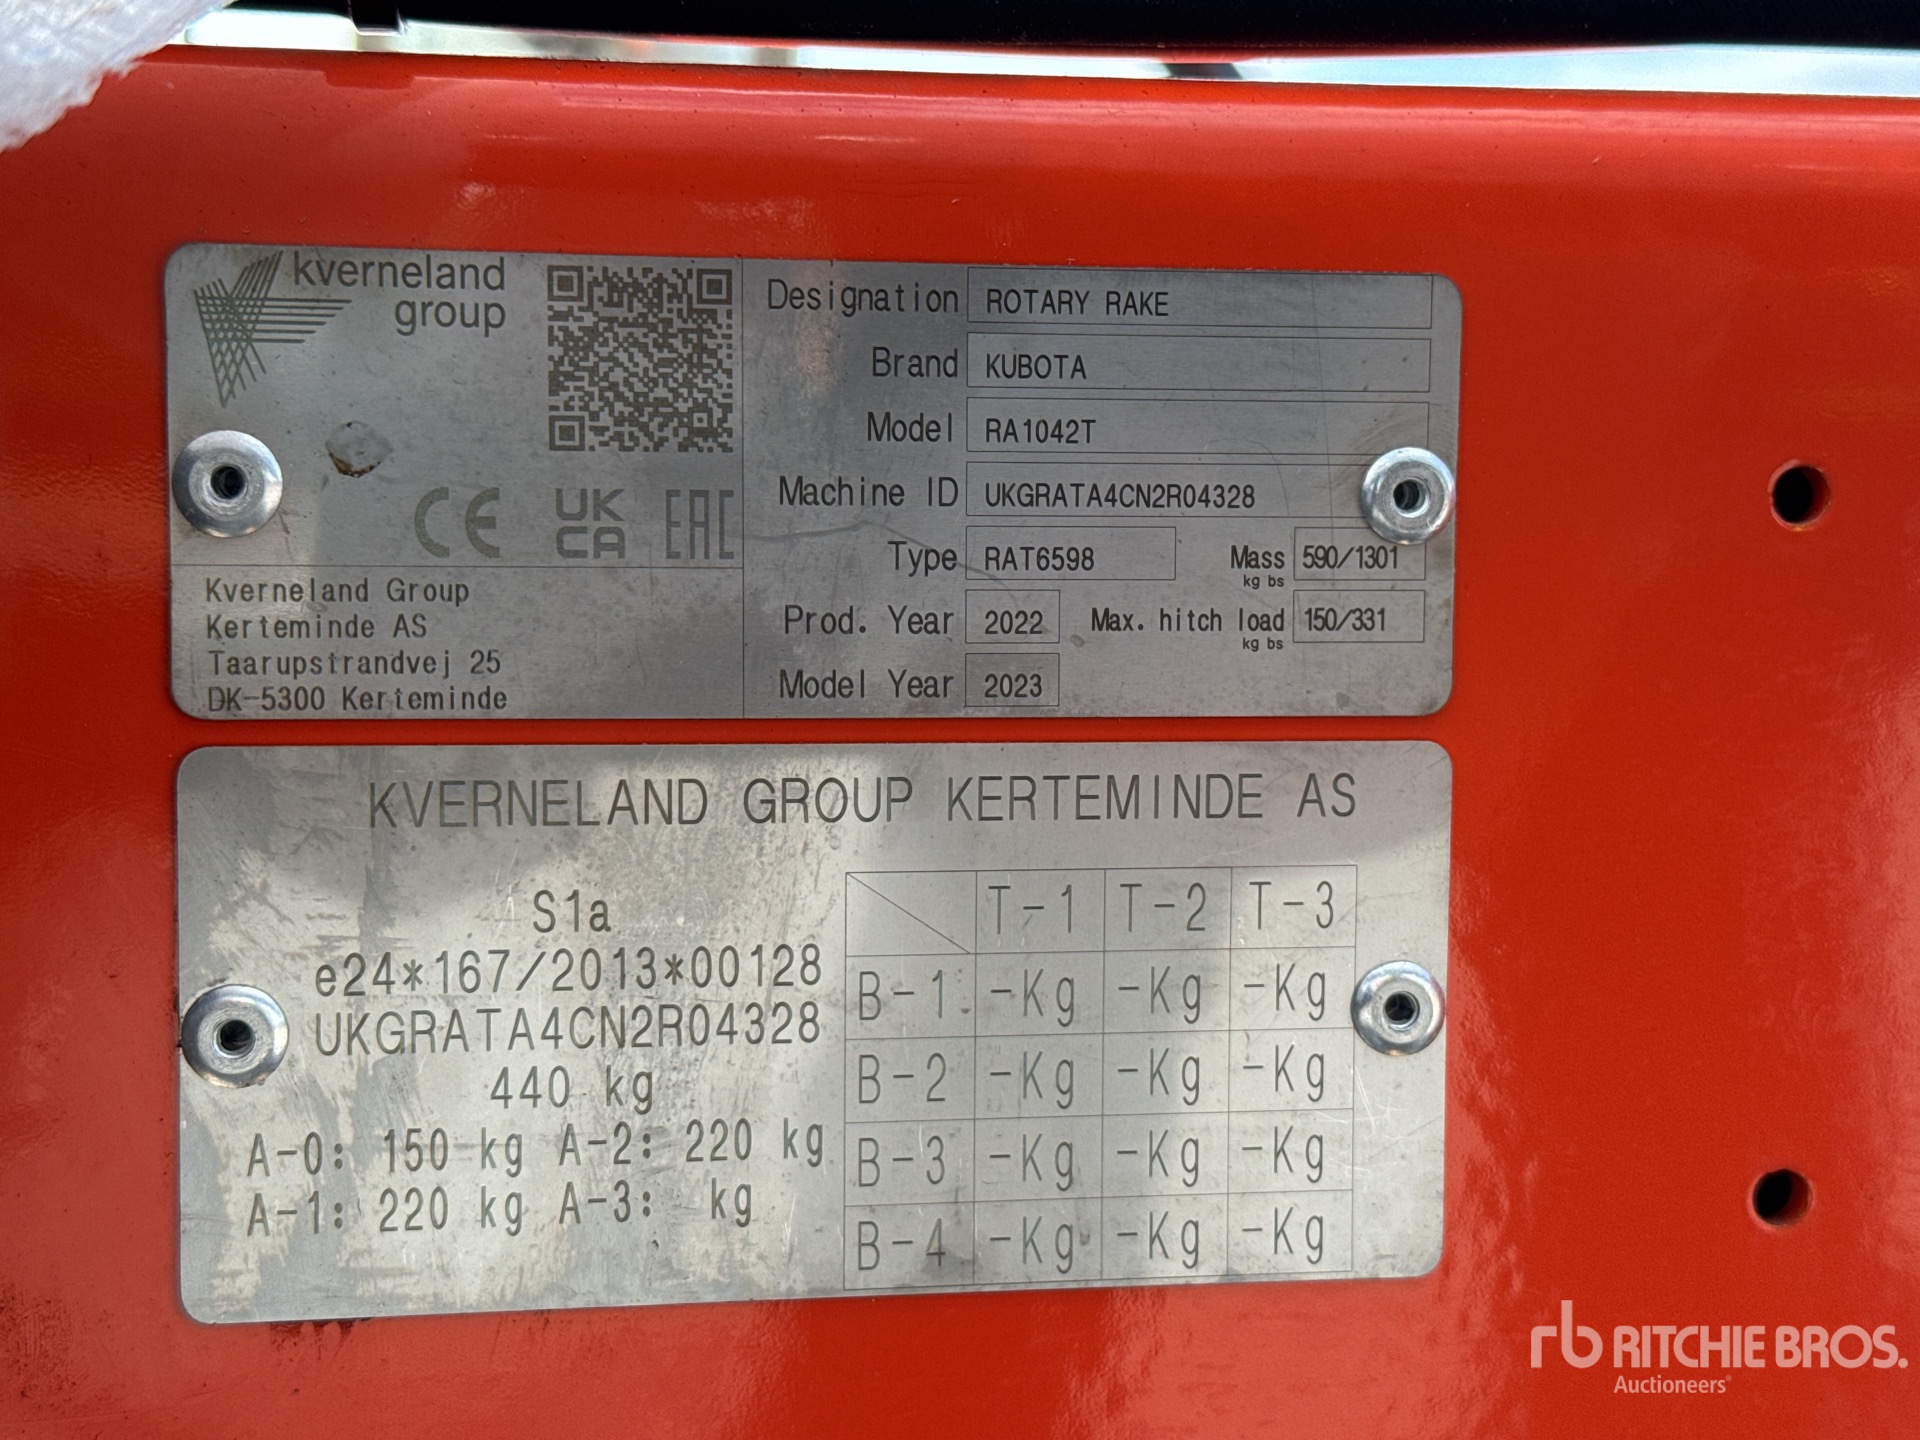 kverneland
group
CE UK
CA EAC
Kverneland Group
Kerteminde AS
Taarupstrandvej 25
DK-5300 Kerteminde
Designation ROTARY RAKE
Brand KUBOTA
Model RA1042T
Machine ID UKGRATA4CN2R04328
Type RAT6598 Mass 590/1301
kg bs
Prod. Year 2022 Max. hitch load 150/331
kg bs
Model Year 2023
KVERNELAND GROUP KERTEMINDE AS
S1a
e24*167/2013*00128
UKGRATA4CN2R04328
440 kg
A-0: 150 kg A-2: 220 kg
A-1: 220 kg A-3: kg
T-1 T-2 T-3
B-1 -Kg -Kg -Kg
B-2 -Kg -Kg -Kg
B-3 -Kg -Kg -Kg
B-4 -Kg -Kg -Kg
rb RITCHIE BROS.
Auctioneers